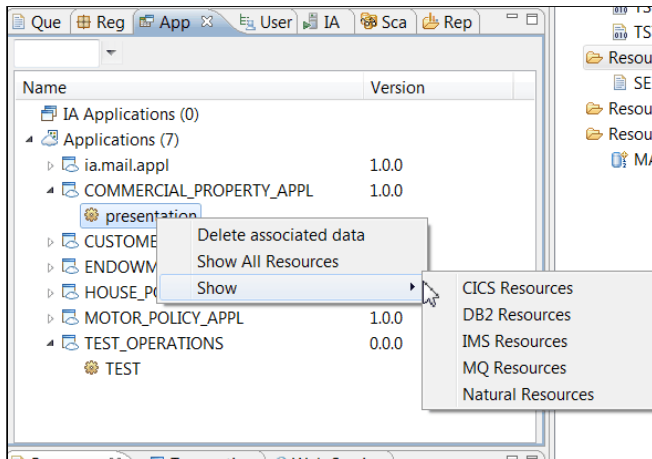 Que Reg App User IA Sca Rep
Name Version
IA Applications (0)
Applications (7)
ia.mail.appl 1.0.0
COMMERCIAL_PROPERTY_APPL 1.0.0
presentation
CUSTOME
ENDOWM
HOUSE_PO
MOTOR_POLICY_APPL 1.0.0
TEST_OPERATIONS 0.0.0
TEST
Delete associated data
Show All Resources
Show
CICS Resources
DB2 Resources
IMS Resources
MQ Resources
Natural Resources
TS
Resou
SE
Resou
Resou
MA